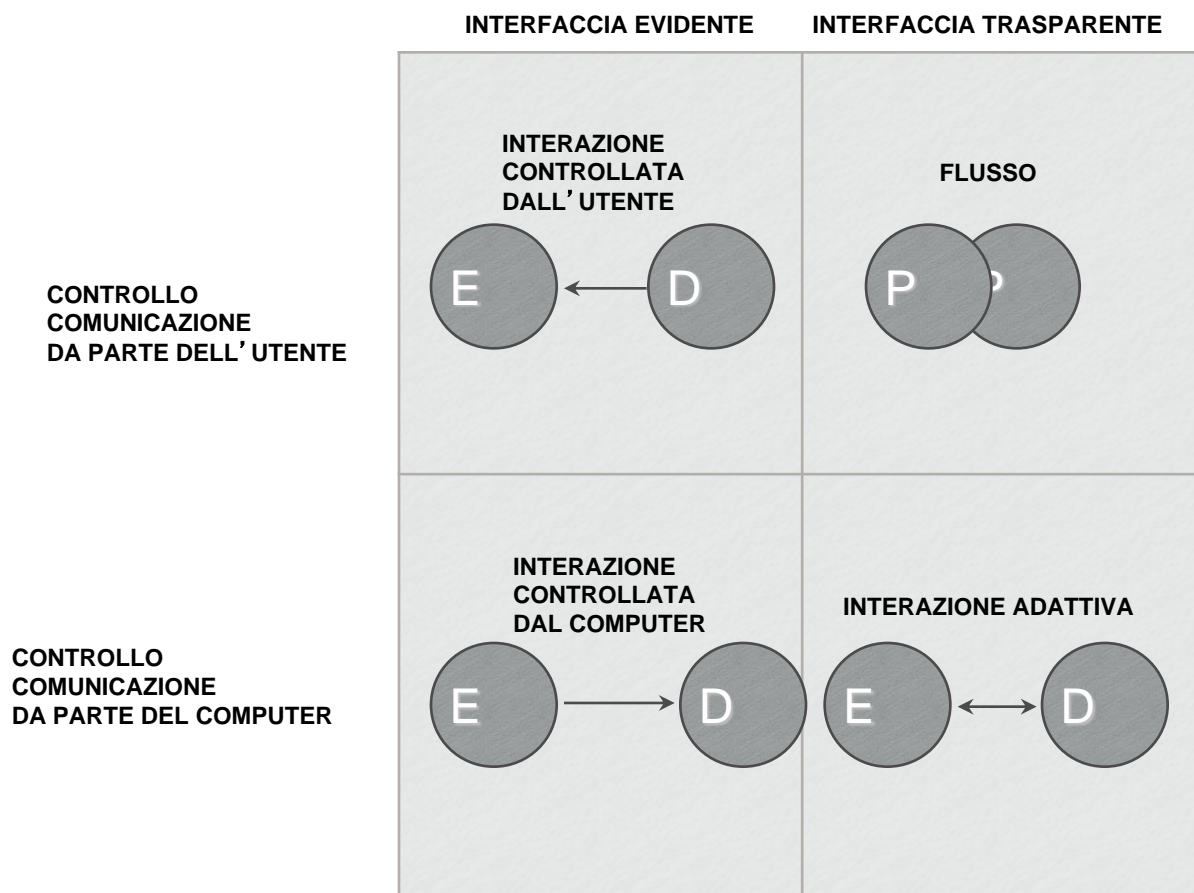 INTERFACCIA EVIDENTE
INTERFACCIA TRASPARENTE
INTERAZIONE
CONTROLLATA
DALL’UTENTE
FLUSSO
E
D
P
P
CONTROLLO
COMUNICAZIONE
DA PARTE DELL’UTENTE
INTERAZIONE
CONTROLLATA
DAL COMPUTER
INTERAZIONE ADATTIVA
E
D
E
D
CONTROLLO
COMUNICAZIONE
DA PARTE DEL COMPUTER